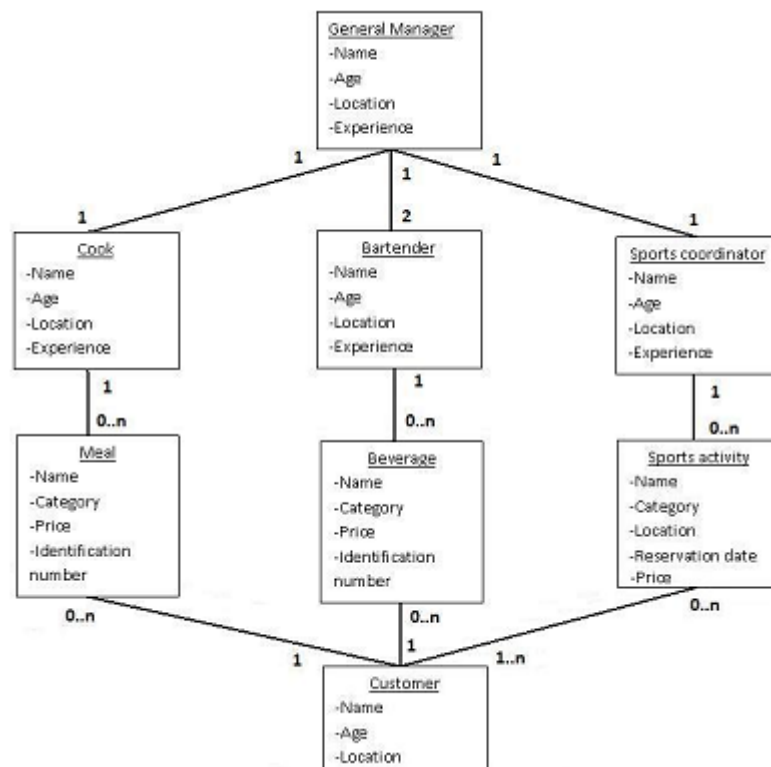 General Manager
-Name
-Age
-Location
-Experience
1
1
1
1
2
1
Cook
-Name
-Age
-Location
-Experience
Bartender
-Name
-Age
-Location
-Experience
Sports coordinator
-Name
-Age
-Location
-Experience
1
1
1
0..n
0..n
0..n
Meal
-Name
-Category
-Price
-Identification
number
Beverage
-Name
-Category
-Price
-Identification
number
Sports activity
-Name
-Category
-Location
-Reservation date
-Price
0..n
0..n
0..n
1
1
1..n
Customer
-Name
-Age
-Location